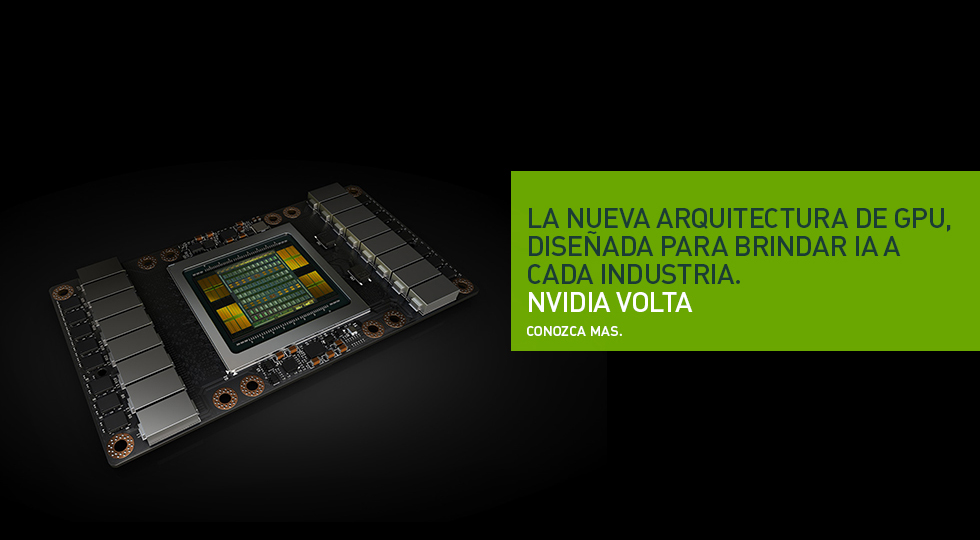 LA NUEVA ARQUITECTURA DE GPU,
DISEÑADA PARA BRINDAR IA A
CADA INDUSTRIA.
NVIDIA VOLTA
CONOZCA MAS.